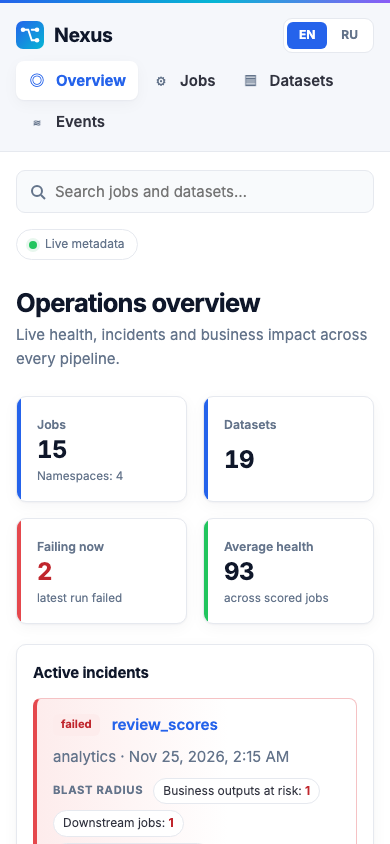 Nexus
EN RU
Overview Jobs Datasets
Events
Search jobs and datasets...
Live metadata
Operations overview
Live health, incidents and business impact across
every pipeline.
Jobs
15
Namespaces: 4
Datasets
19
Failing now
2
latest run failed
Average health
93
across scored jobs
Active incidents
failed review_scores
analytics · Nov 25, 2026, 2:15 AM
BLAST RADIUS Business outputs at risk: 1
Downstream jobs: 1